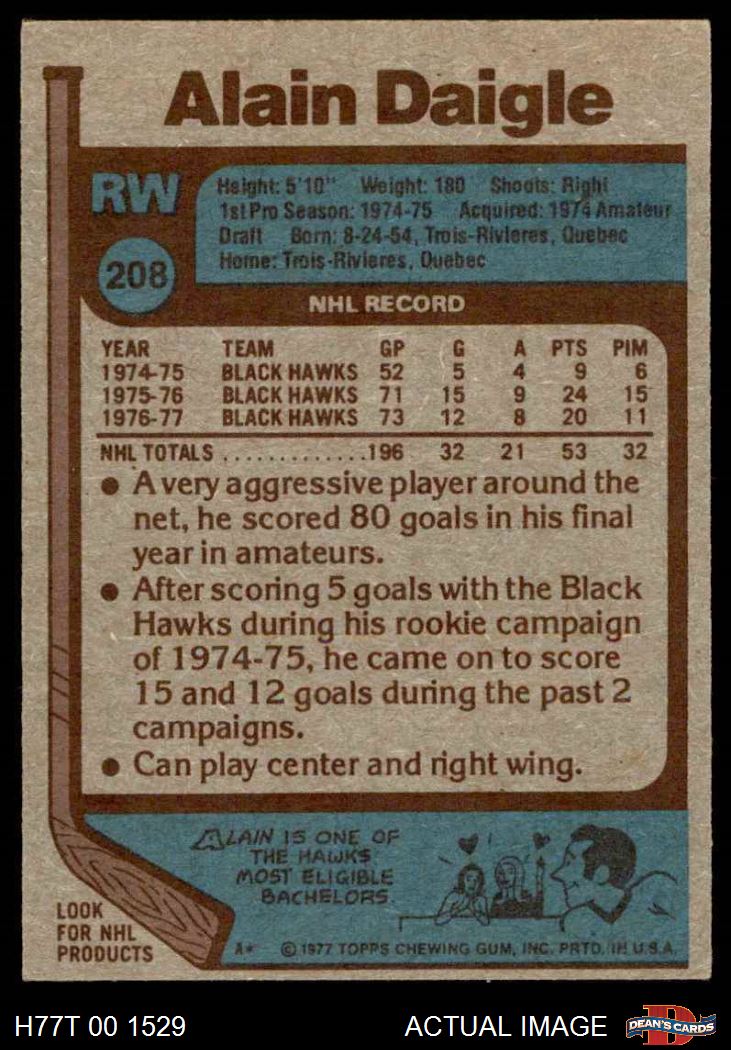 Alain Daigle
RW
Height: 5'10" Weight: 180 Shoots: Right
1st Pro Season: 1974-75 Acquired: 1974 Amateur
Draft Born: 8-24-54, Trois-Rivieres, Quebec
Home: Trois-Rivieres, Quebec
208
NHL RECORD
YEAR TEAM GP G A PTS PIM
1974-75 BLACK HAWKS 52 5 4 9 6
1975-76 BLACK HAWKS 71 15 9 24 15
1976-77 BLACK HAWKS 73 12 8 20 11
NHL TOTALS . . . . . . . . . . . . . 196 32 21 53 32
• A very aggressive player around the
net, he scored 80 goals in his final
year in amateurs.
• After scoring 5 goals with the Black
Hawks during his rookie campaign
of 1974-75, he came on to score
15 and 12 goals during the past 2
campaigns.
• Can play center and right wing.
ALAIN IS ONE OF
THE HAWKS'
MOST ELIGIBLE
BACHELORS.
LOOK
FOR NHL
PRODUCTS
A* © 1977 TOPPS CHEWING GUM, INC. PRTD. IN U.S.A.
H77T 00 1529 ACTUAL IMAGE
D
DEAN'S CARDS